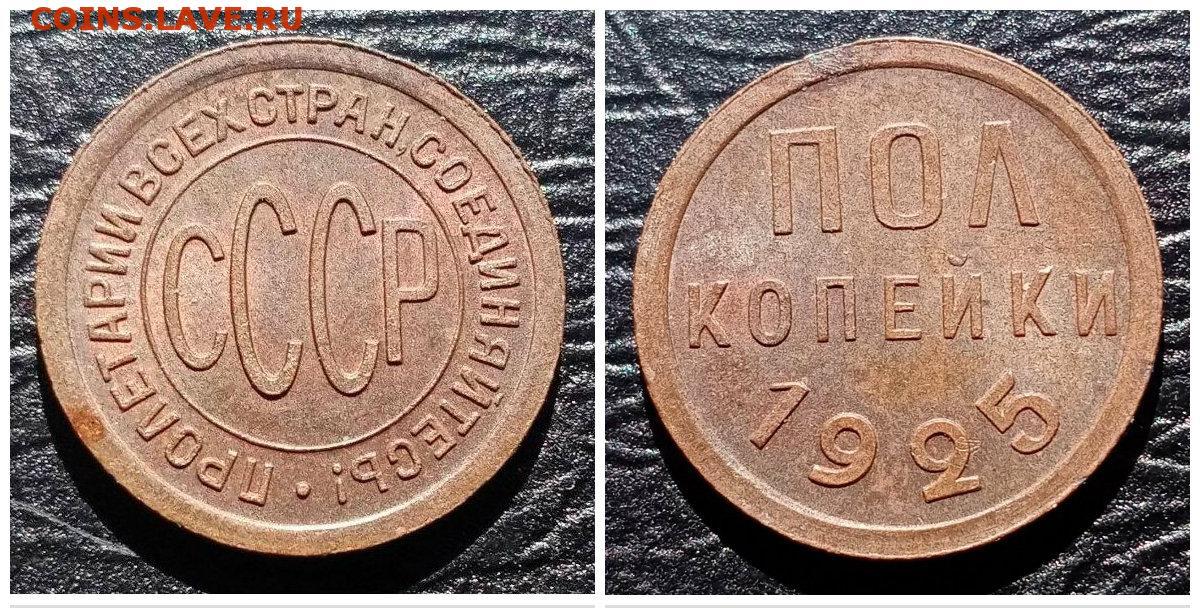 COINS.LAVE.RU
ПРОЛЕТАРИИ ВСЕХ СТРАН, СОЕДИНЯЙТЕСЬ! •
СССР
ПОЛ
КОПЕЙКИ
1925